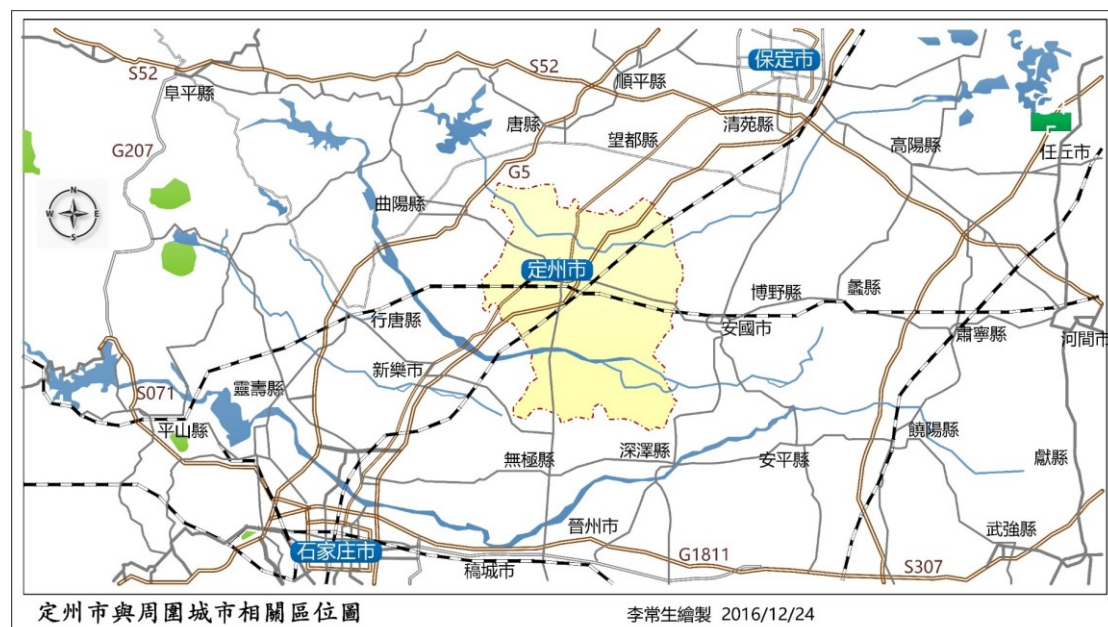 保定市
S52
S52
阜平縣
順平縣
唐縣
望都縣
清苑縣
G207
高陽縣
任丘市
G5
N
W
E
S
曲陽縣
定州市
博野縣
蠡縣
行唐縣
安國市
肅寧縣
河間市
新樂市
S071
靈壽縣
平山縣
饒陽縣
無極縣
深澤縣
安平縣
獻縣
晉州市
武強縣
石家庄市
G1811
稿城市
S307
定州市與周圍城市相關區位圖
李常生繪製 2016/12/24